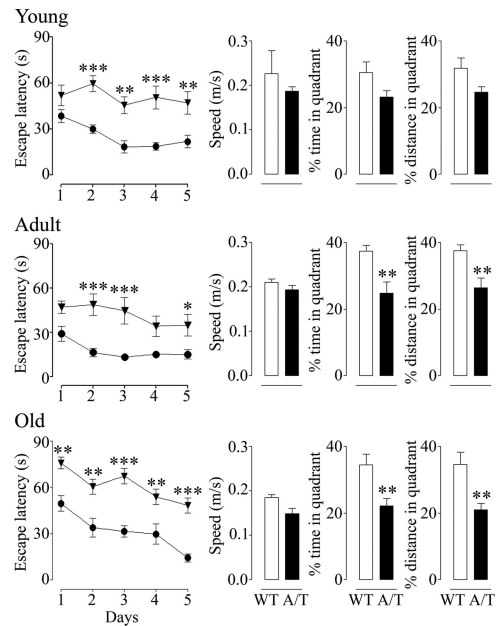 Young
Escape latency (s)
90
60
30
0
***
**
***
**
1 2 3 4 5
Speed (m/s)
0.3
0.2
0.1
0.0
% time in quadrant
40
20
0
% distance in quadrant
40
20
0
Adult
Escape latency (s)
90
60
30
0
***
***
*
1 2 3 4 5
Speed (m/s)
0.3
0.2
0.1
0.0
% time in quadrant
40
20
0
**
% distance in quadrant
40
20
0
**
Old
Escape latency (s)
90
60
30
0
**
**
***
**
***
1 2 3 4 5
Days
Speed (m/s)
0.3
0.2
0.1
0.0
WT A/T
% time in quadrant
40
20
0
**
WT A/T
% distance in quadrant
40
20
0
**
WT A/T